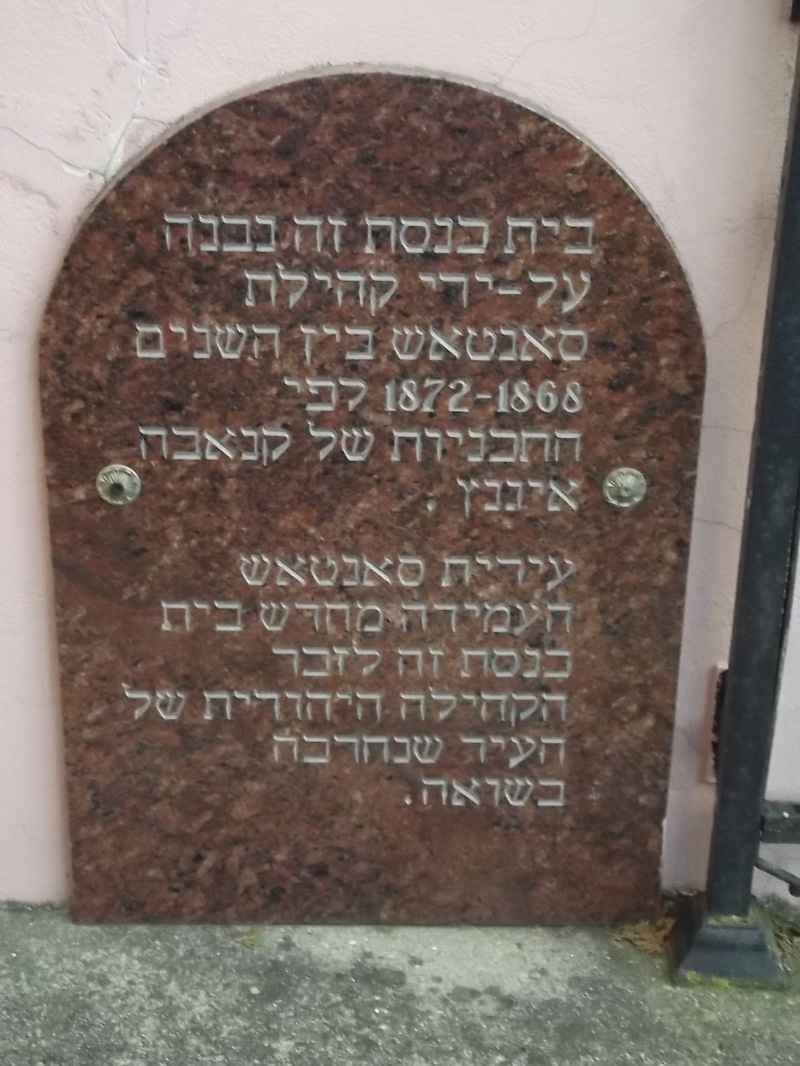 בית כנסת זה נבנה
על-ידי קהילת
סאנטאש בין השנים
1872-1868 לפי
התכניות של קנאבה
איגנץ .
עירית סאנטאש
העמידה מחדש בית
כנסת זה לזכר
הקהילה היהודית של
העיר שנחרבה
בשואה.